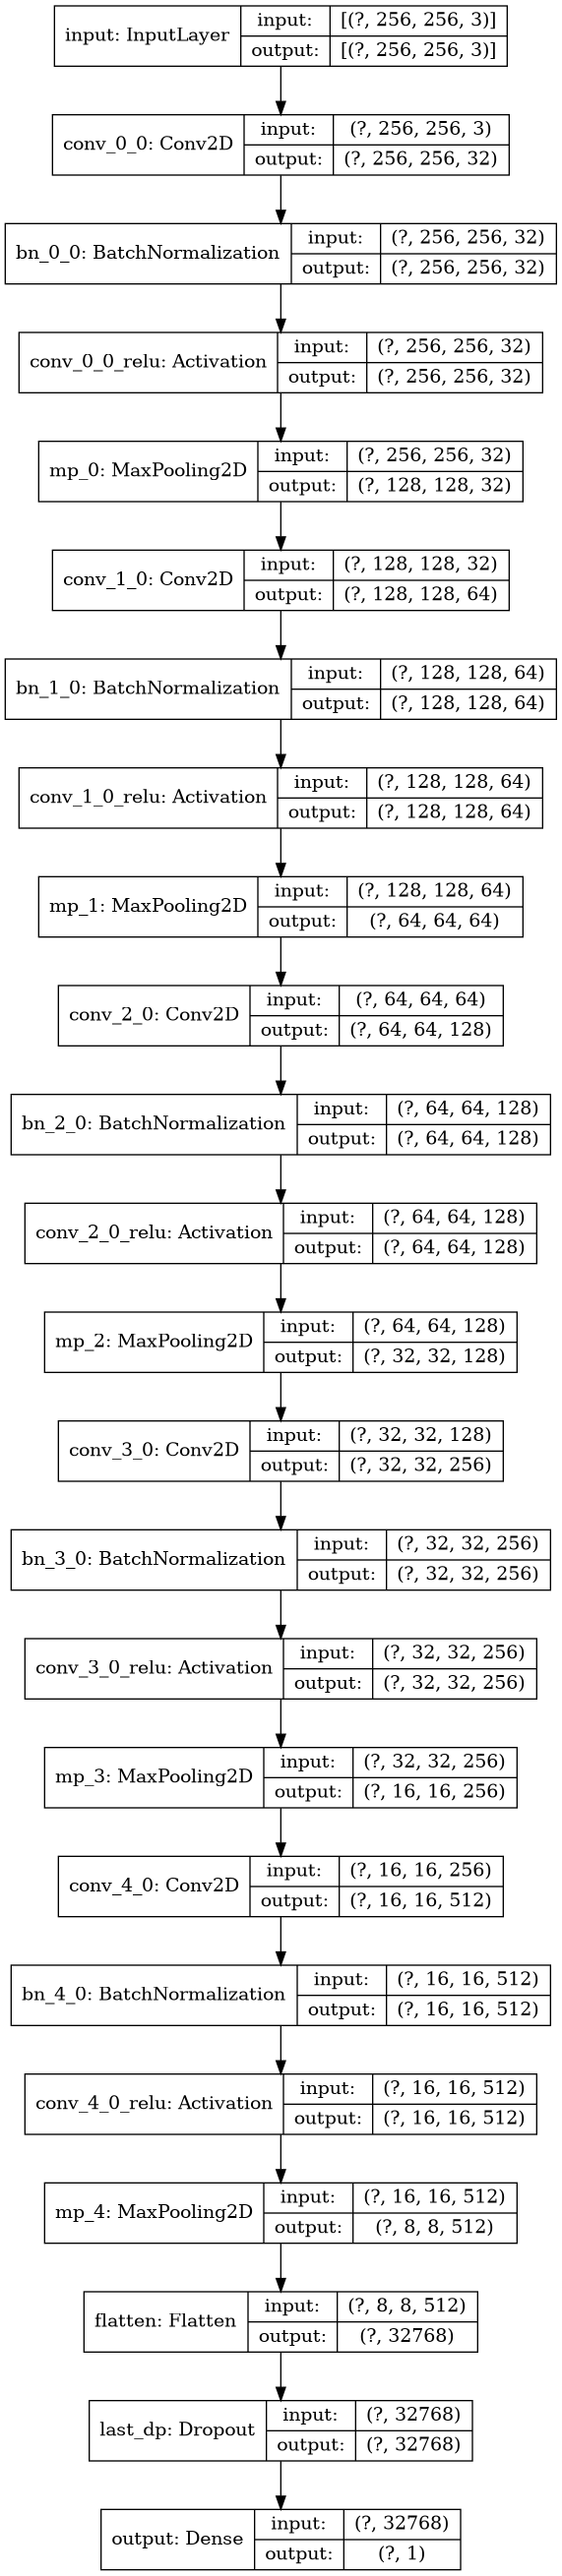 input: InputLayer
input:
[(?, 256, 256, 3)]
output:
[(?, 256, 256, 3)]
conv_0_0: Conv2D
input:
(?, 256, 256, 3)
output:
(?, 256, 256, 32)
bn_0_0: BatchNormalization
input:
(?, 256, 256, 32)
output:
(?, 256, 256, 32)
conv_0_0_relu: Activation
input:
(?, 256, 256, 32)
output:
(?, 256, 256, 32)
mp_0: MaxPooling2D
input:
(?, 256, 256, 32)
output:
(?, 128, 128, 32)
conv_1_0: Conv2D
input:
(?, 128, 128, 32)
output:
(?, 128, 128, 64)
bn_1_0: BatchNormalization
input:
(?, 128, 128, 64)
output:
(?, 128, 128, 64)
conv_1_0_relu: Activation
input:
(?, 128, 128, 64)
output:
(?, 128, 128, 64)
mp_1: MaxPooling2D
input:
(?, 128, 128, 64)
output:
(?, 64, 64, 64)
conv_2_0: Conv2D
input:
(?, 64, 64, 64)
output:
(?, 64, 64, 128)
bn_2_0: BatchNormalization
input:
(?, 64, 64, 128)
output:
(?, 64, 64, 128)
conv_2_0_relu: Activation
input:
(?, 64, 64, 128)
output:
(?, 64, 64, 128)
mp_2: MaxPooling2D
input:
(?, 64, 64, 128)
output:
(?, 32, 32, 128)
conv_3_0: Conv2D
input:
(?, 32, 32, 128)
output:
(?, 32, 32, 256)
bn_3_0: BatchNormalization
input:
(?, 32, 32, 256)
output:
(?, 32, 32, 256)
conv_3_0_relu: Activation
input:
(?, 32, 32, 256)
output:
(?, 32, 32, 256)
mp_3: MaxPooling2D
input:
(?, 32, 32, 256)
output:
(?, 16, 16, 256)
conv_4_0: Conv2D
input:
(?, 16, 16, 256)
output:
(?, 16, 16, 512)
bn_4_0: BatchNormalization
input:
(?, 16, 16, 512)
output:
(?, 16, 16, 512)
conv_4_0_relu: Activation
input:
(?, 16, 16, 512)
output:
(?, 16, 16, 512)
mp_4: MaxPooling2D
input:
(?, 16, 16, 512)
output:
(?, 8, 8, 512)
flatten: Flatten
input:
(?, 8, 8, 512)
output:
(?, 32768)
last_dp: Dropout
input:
(?, 32768)
output:
(?, 32768)
output: Dense
input:
(?, 32768)
output:
(?, 1)